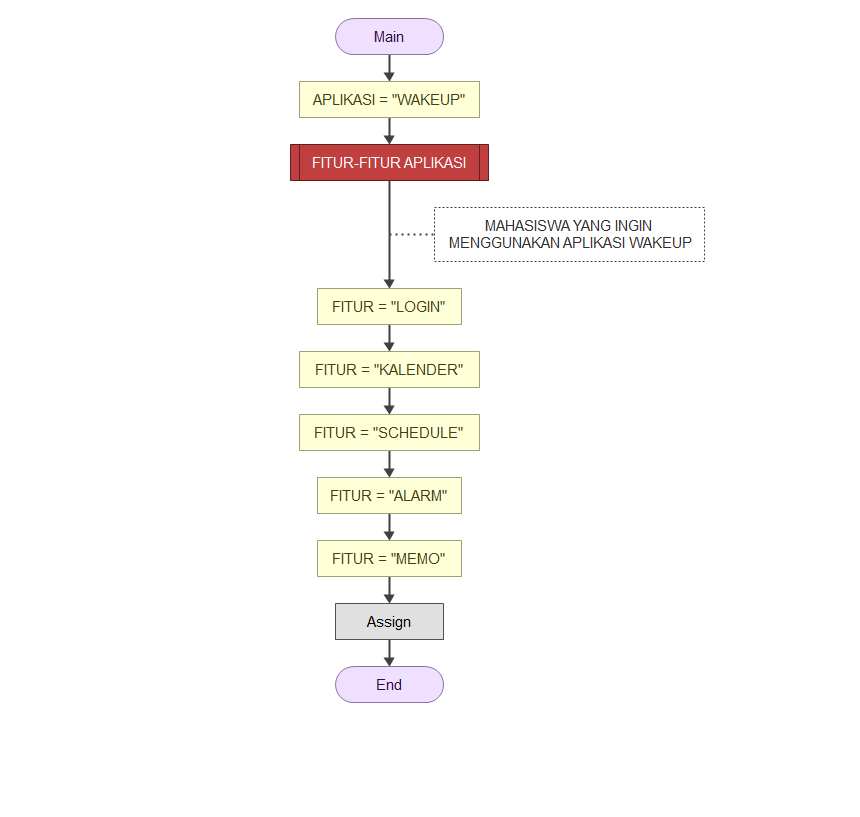 Main
APLIKASI = "WAKEUP"
FITUR-FITUR APLIKASI
MAHASISWA YANG INGIN
MENGGUNAKAN APLIKASI WAKEUP
FITUR = "LOGIN"
FITUR = "KALENDER"
FITUR = "SCHEDULE"
FITUR = "ALARM"
FITUR = "MEMO"
Assign
End